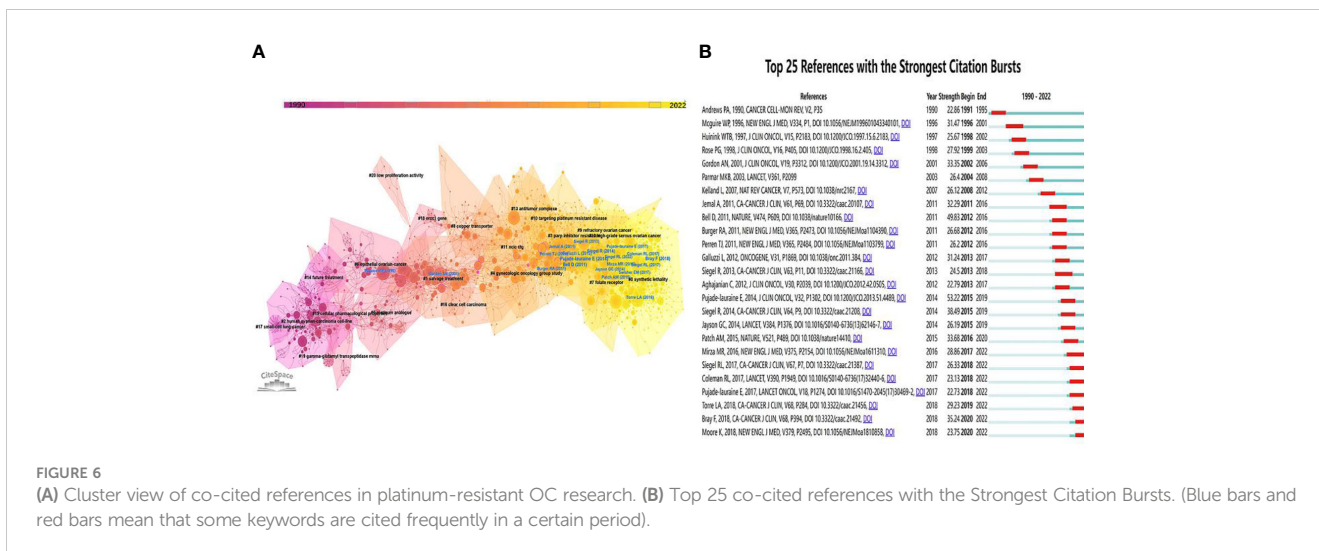 A
B
Top 25 References with the Strongest Citation Bursts
1990
2022
References Year Strength Begin End 1990 - 2022
Andrews PA, 1990, CANCER CELL-MON REV, V2, P35 1990 22.86 1991 1995
Mcguire WP, 1996, NEW ENGL J MED, V334, P1, DOI 10.1056/NEJM199601043340101, DOI 1996 31.47 1996 2001
Huinink WTB, 1997, J CLIN ONCOL, V15, P2183, DOI 10.1200/JCO.1997.15.6.2183, DOI 1997 25.67 1998 2002
Rose PG, 1998, J CLIN ONCOL, V16, P405, DOI 10.1200/JCO.1998.16.2.405, DOI 1998 27.92 1999 2003
Gordon AN, 2001, J CLIN ONCOL, V19, P3312, DOI 10.1200/JCO.2001.19.14.3312, DOI 2001 33.35 2002 2006
Parmar MKB, 2003, LANCET, V361, P2099 2003 26.4 2004 2008
Kelland L, 2007, NAT REV CANCER, V7, P573, DOI 10.1038/nrc2167, DOI 2007 26.12 2008 2012
Jemal A, 2011, CA-CANCER J CLIN, V61, P69, DOI 10.3322/caac.20107, DOI 2011 32.29 2011 2016
Bell D, 2011, NATURE, V474, P609, DOI 10.1038/nature10166, DOI 2011 49.83 2012 2016
Burger RA, 2011, NEW ENGL J MED, V365, P2473, DOI 10.1056/NEJMoa1104390, DOI 2011 26.68 2012 2016
Perren TJ, 2011, NEW ENGL J MED, V365, P2484, DOI 10.1056/NEJMoa1103799, DOI 2011 26.2 2012 2016
Galluzzi L, 2012, ONCOGENE, V31, P1869, DOI 10.1038/onc.2011.384, DOI 2012 31.24 2013 2017
Siegel R, 2013, CA-CANCER J CLIN, V63, P11, DOI 10.3322/caac.21166, DOI 2013 24.5 2013 2018
Aghajanian C, 2012, J CLIN ONCOL, V30, P2039, DOI 10.1200/JCO.2012.42.0505, DOI 2012 22.79 2013 2017
Pujade-lauraine E, 2014, J CLIN ONCOL, V32, P1302, DOI 10.1200/JCO.2013.51.4489, DOI 2014 53.22 2015 2019
Siegel R, 2014, CA-CANCER J CLIN, V64, P9, DOI 10.3322/caac.21208, DOI 2014 38.49 2015 2019
Jayson GC, 2014, LANCET, V384, P1376, DOI 10.1016/S0140-6736(13)62146-7, DOI 2014 26.19 2015 2019
Patch AM, 2015, NATURE, V521, P489, DOI 10.1038/nature14410, DOI 2015 33.68 2016 2020
Mirza MR, 2016, NEW ENGL J MED, V375, P2154, DOI 10.1056/NEJMoa1611310, DOI 2016 28.86 2017 2022
Siegel RL, 2017, CA-CANCER J CLIN, V67, P7, DOI 10.3322/caac.21387, DOI 2017 26.33 2018 2022
Coleman RL, 2017, LANCET, V390, P1949, DOI 10.1016/S0140-6736(17)32440-6, DOI 2017 23.13 2018 2022
Pujade-lauraine E, 2017, LANCET ONCOL, V18, P1274, DOI 10.1016/S1470-2045(17)30469-2, DOI 2017 22.73 2018 2022
Torre LA, 2018, CA-CANCER J CLIN, V68, P284, DOI 10.3322/caac.21456, DOI 2018 29.23 2019 2022
Bray F, 2018, CA-CANCER J CLIN, V68, P394, DOI 10.3322/caac.21492, DOI 2018 35.24 2020 2022
Moore K, 2018, NEW ENGL J MED, V379, P2495, DOI 10.1056/NEJMoa1810858, DOI 2018 23.75 2020 2022
#20 low proliferation activity
#13 antitumor complexe
#10 targeting platinum resistant disease
#8 copper transporter
#9 refractory ovarian cancer
#11 ncic ctg
#14 future treatment
#1 salvage treatment
#4 gynecologic oncology group study
#0 synthetic lethality
#7 folate receptor
#16 clear cell carcinoma
Torre LA (2018)
#17 small-cell lung cancer
#18 gamma-glutamyl transpeptidase mrna
CiteSpace
FIGURE 6
(A) Cluster view of co-cited references in platinum-resistant OC research. (B) Top 25 co-cited references with the Strongest Citation Bursts. (Blue bars and
red bars mean that some keywords are cited frequently in a certain period).